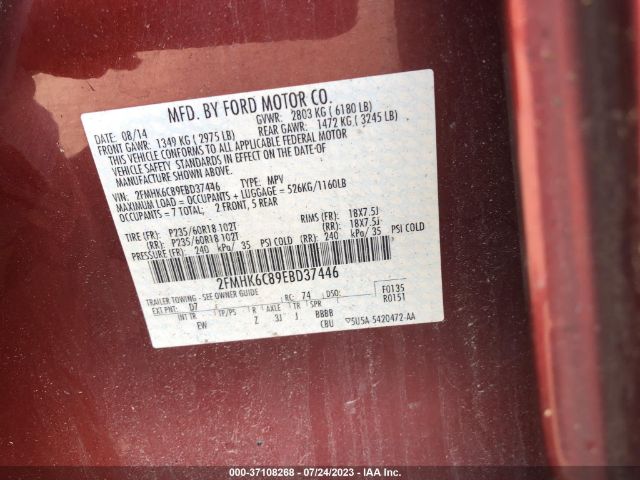 MFD. BY FORD MOTOR CO.
DATE: 08/14 GVWR: 2803 KG ( 6180 LB)
FRONT GAWR: 1349 KG ( 2975 LB) REAR GAWR: 1472 KG ( 3245 LB)
THIS VEHICLE CONFORMS TO ALL APPLICABLE FEDERAL MOTOR
VEHICLE SAFETY STANDARDS IN EFFECT ON THE DATE OF
MANUFACTURE SHOWN ABOVE.
VIN: 2FMHK6C89EBD37446 TYPE: MPV
MAXIMUM LOAD = OCCUPANTS + LUGGAGE = 526KG/1160LB
OCCUPANTS = 7 TOTAL, 2 FRONT, 5 REAR
TIRE (FR): P235/60R18 102T RIMS (FR): 18X7.5J
(RR): P235/60R18 102T (RR): 18X7.5J
PRESSURE (FR): 240 kPa/ 35 PSI COLD (RR): 240 kPa/ 35 PSI COLD
2FMHK6C89EBD37446
TRAILER TOWING - SEE OWNER GUIDE
EXT PNT: D7 RC: 74 DSO: F0135
INT TR TP/PS R AXLE TR SPR R0151
EW Z 3J J BBBB
CBU 5U5A-5420472-AA
000-37108268 - 07/24/2023 - IAA Inc.